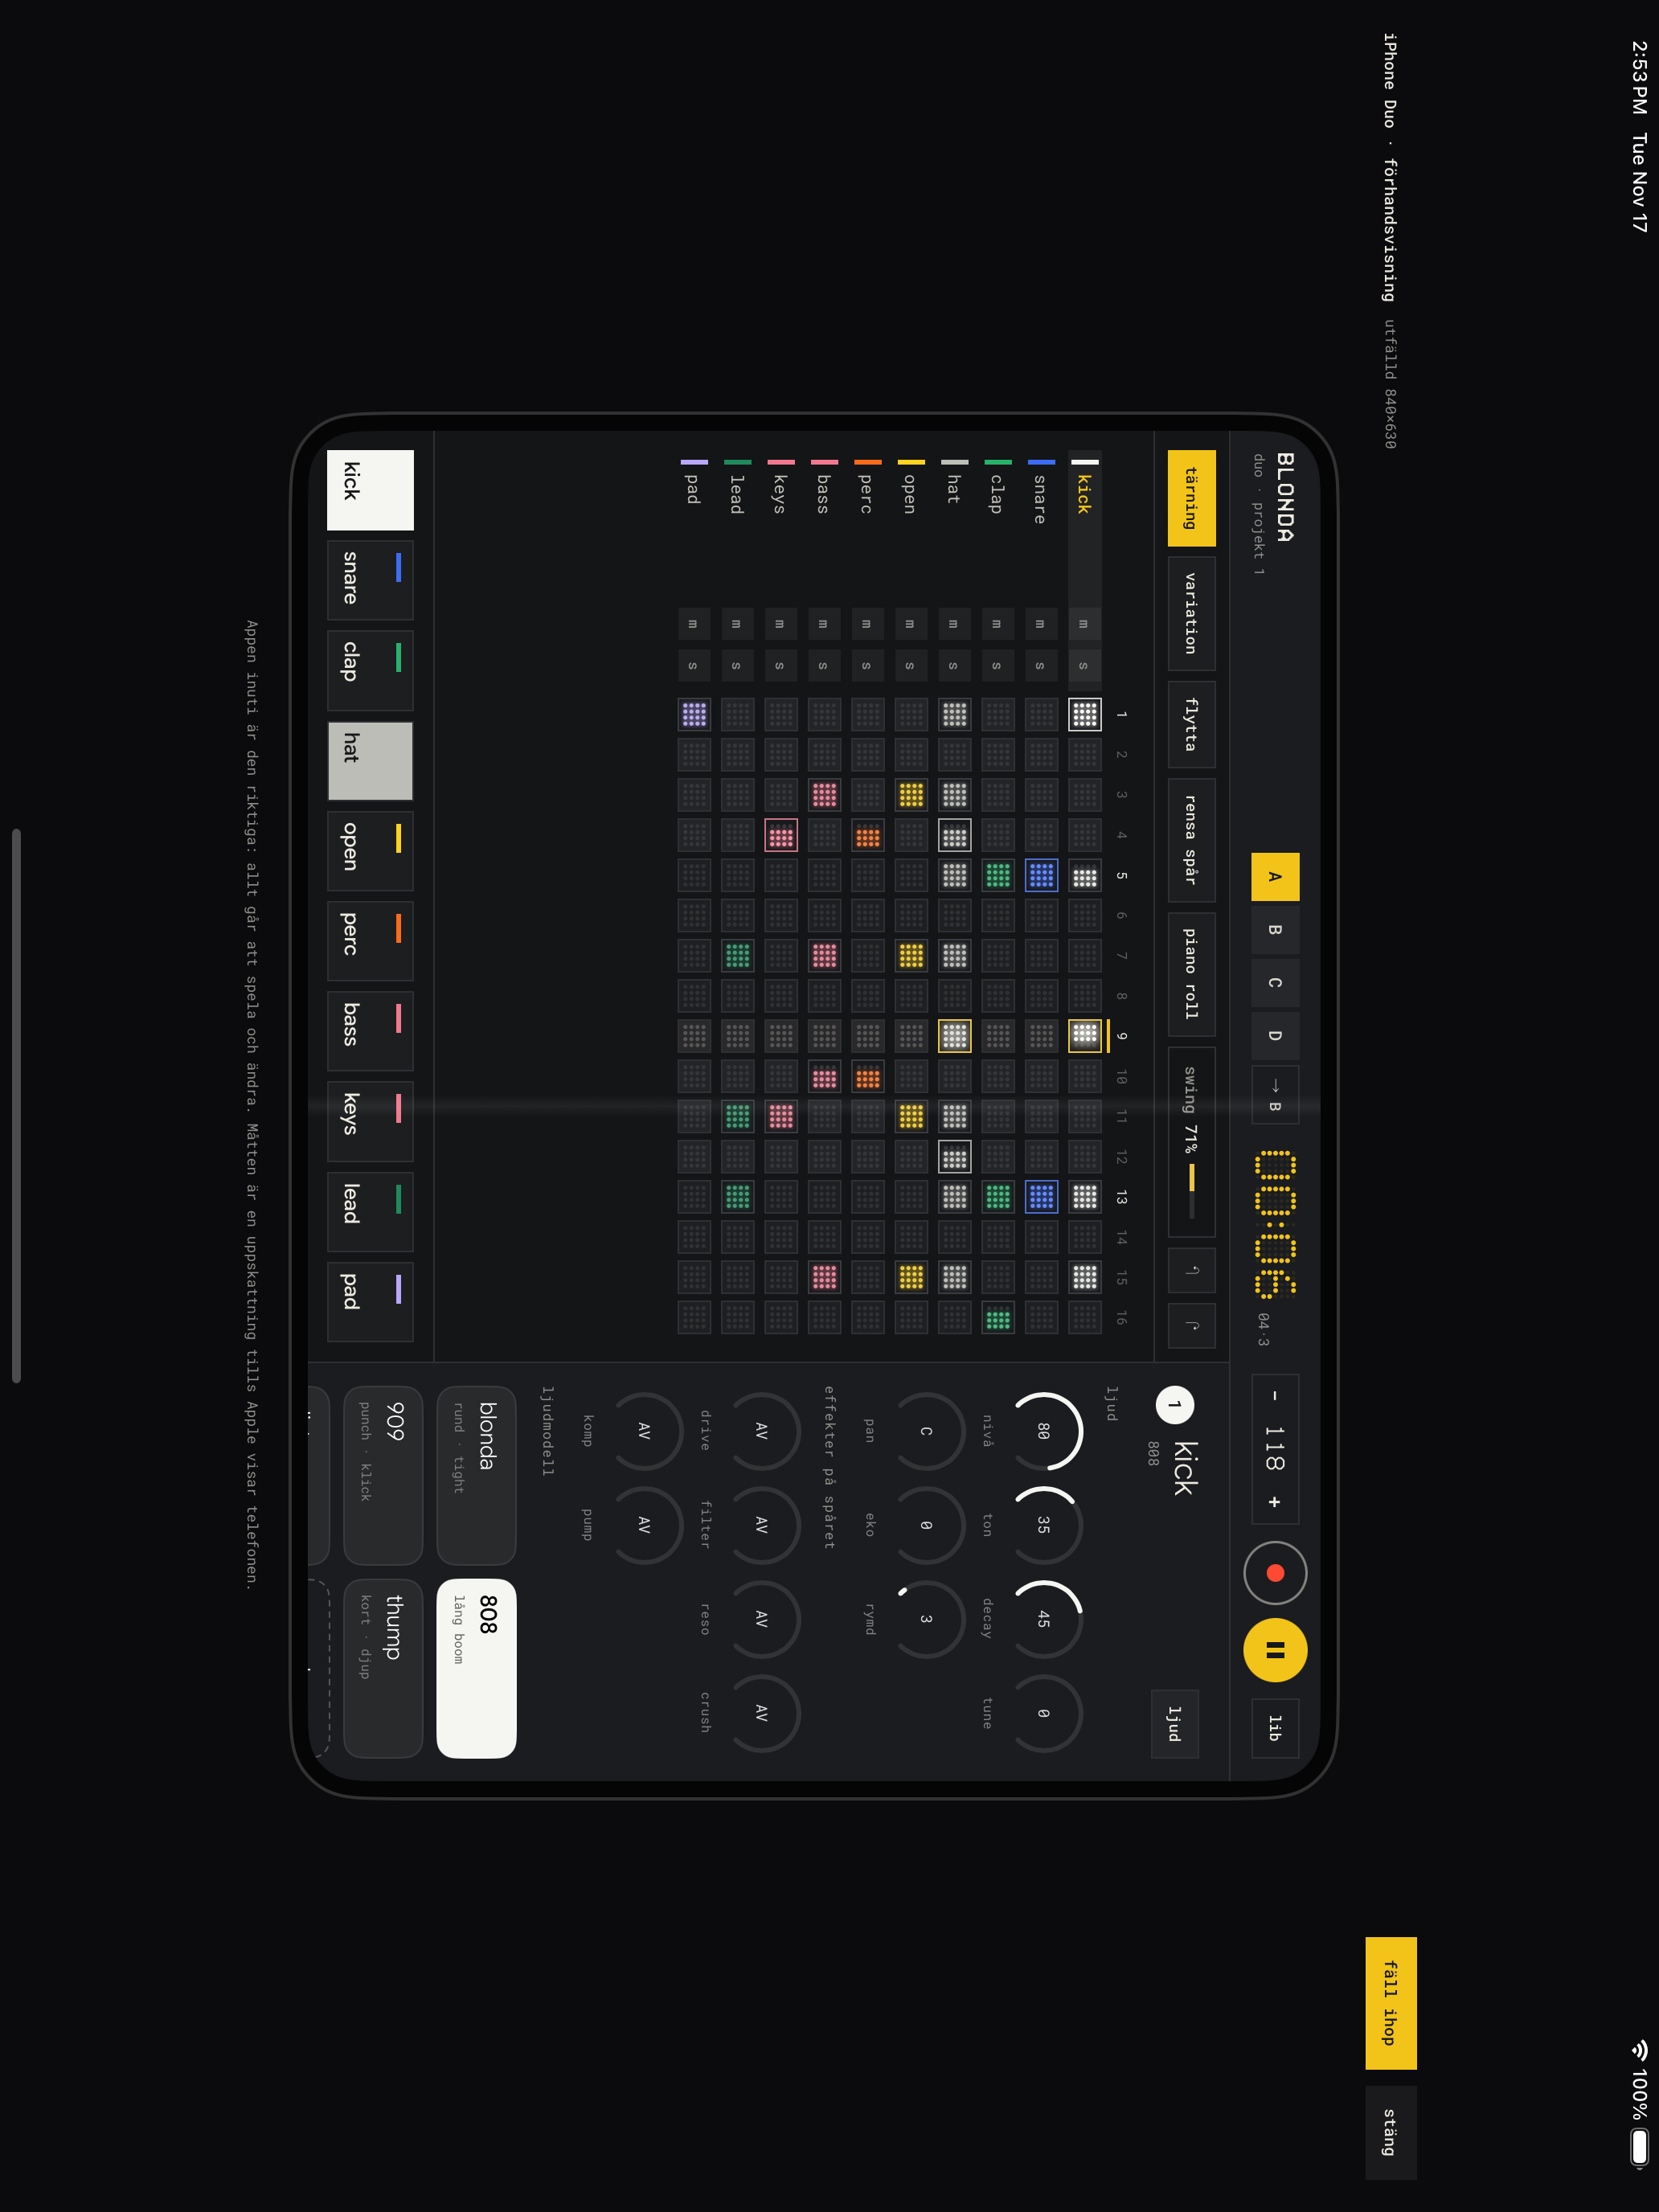 2:53 PM Tue Nov 17
100%
iPhone Duo · förhandsvisning utfälld 840×630
fäll ihop
stäng
BLONDA
duo · projekt 1
A
B
C
D
→ B
00:06
04·3
- 118 +
lib
tärning
variation
flytta
rensa spår
piano roll
swing 71%
1 2 3 4 5 6 7 8 9 10 11 12 13 14 15 16
kick m s
snare m s
clap m s
hat m s
open m s
perc m s
bass m s
keys m s
lead m s
pad m s
kick
snare
clap
hat
open
perc
bass
keys
lead
pad
1
kick
808
ljud
ljud
80 35 45 0
nivå ton decay tune
C 0 3
pan eko rymd
effekter på spåret
AV AV AV AV
drive filter reso crush
AV AV
komp pump
ljudmodell
blonda
rund · tight
808
lång boom
909
punch · klick
thump
kort · djup
Appen inuti är den riktiga: allt går att spela och ändra. Måtten är en uppskattning tills Apple visar telefonen.